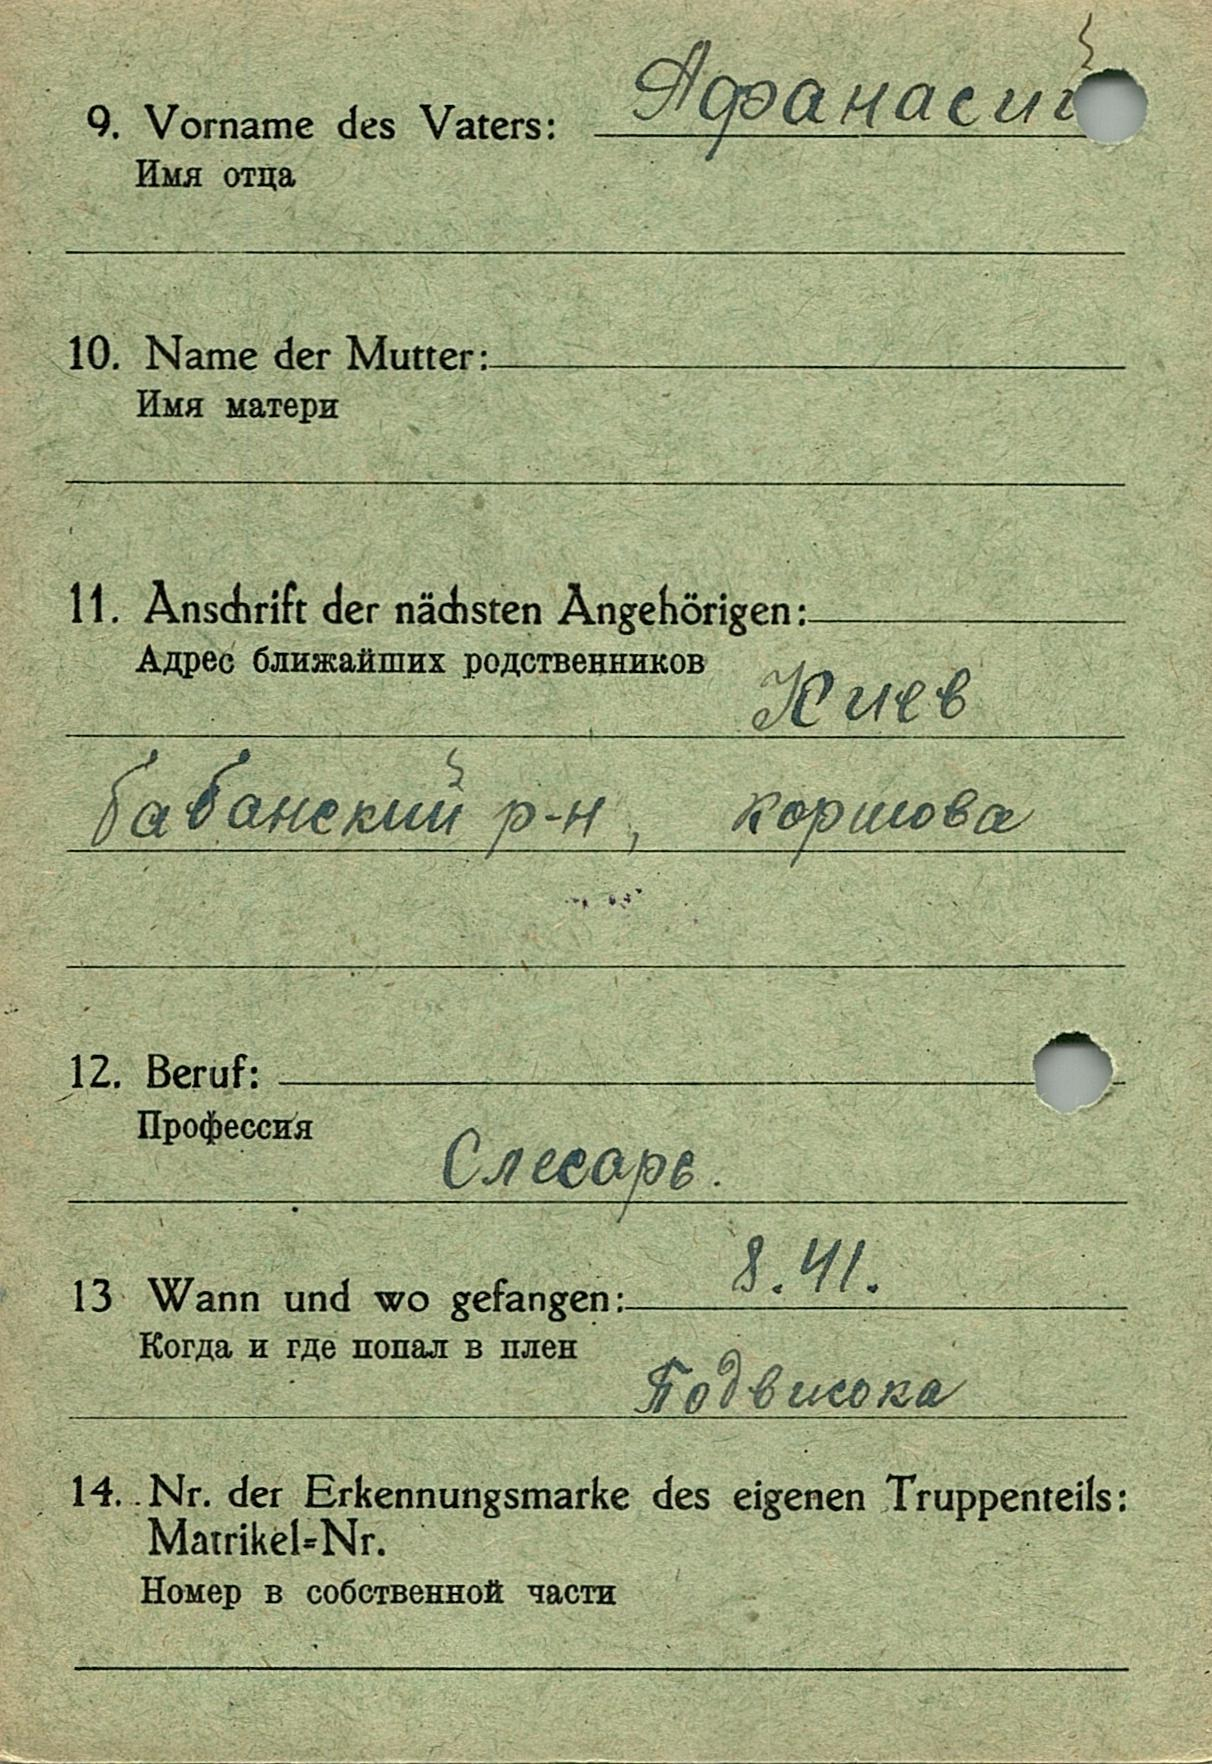 9. Vorname des Vaters: Афанасий
Имя отца
10. Name der Mutter:
Имя матери
11. Anschrift der nächsten Angehörigen:
Адрес ближайших родственников Киев
бабанский р-н, коршова
12. Beruf:
Профессия
Слесарь.
13 Wann und wo gefangen: 8.41.
Когда и где попал в плен
Подвисока
14. Nr. der Erkennungsmarke des eigenen Truppenteils:
Matrikel=Nr.
Номер в собственной части